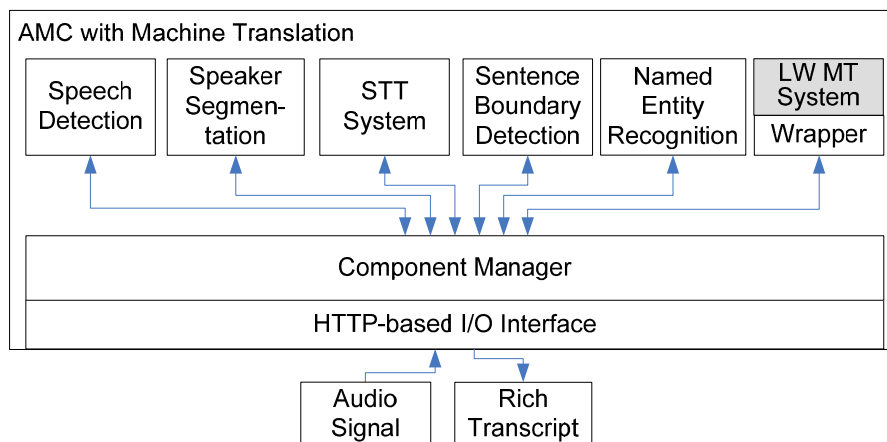 AMC with Machine Translation
Speech
Detection
Speaker
Segmen-
tation
STT
System
Sentence
Boundary
Detection
Named
Entity
Recognition
LW MT
System
Wrapper
Component Manager
HTTP-based I/O Interface
Audio
Signal
Rich
Transcript